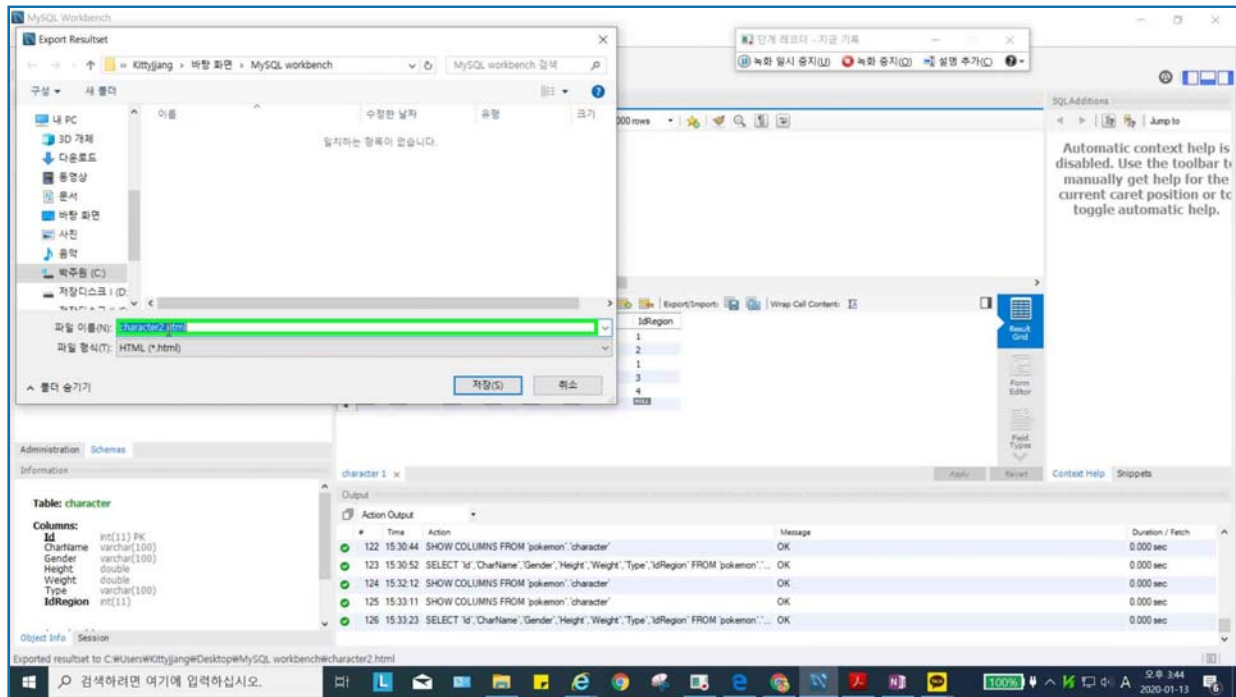 MySQL Workbench
Export Resultset
« Kittyjjang › 바탕 화면 › MySQL workbench
MySQL workbench 검색
구성
새 폴더
내 PC
3D 개체
다운로드
동영상
문서
바탕 화면
사진
음악
박주원 (C:)
저장디스크 I (D:
이름
수정한 날짜
유형
크기
일치하는 항목이 없습니다.
파일 이름(N): character2.html
파일 형식(T): HTML (*.html)
폴더 숨기기
저장(S)
취소
단계 레코더 - 지금 기록
녹화 일시 중지(U)
녹화 중지(O)
설명 추가(C)
000 rows
SQLAdditions
Jump to
Automatic context help is
disabled. Use the toolbar to
manually get help for the
current caret position or to
toggle automatic help.
Export/Import:
Wrap Cell Content:
IdRegion
1
2
1
3
4
NULL
Result
Grid
Form
Editor
Field
Types
Administration
Schemas
Information
character 1
Apply
Revert
Context Help
Snippets
Table: character
Columns:
Id int(11) PK
CharName varchar(100)
Gender varchar(100)
Height double
Weight double
Type varchar(100)
IdRegion int(11)
Object Info
Session
Output
Action Output
# Time Action Message Duration / Fetch
122 15:30:44 SHOW COLUMNS FROM `pokemon`.`character` OK 0.000 sec
123 15:30:52 SELECT `Id`,`CharName`,`Gender`,`Height`,`Weight`,`Type`,`IdRegion` FROM `pokemon`.`... OK 0.000 sec
124 15:32:12 SHOW COLUMNS FROM `pokemon`.`character` OK 0.000 sec
125 15:33:11 SHOW COLUMNS FROM `pokemon`.`character` OK 0.000 sec
126 15:33:23 SELECT `Id`,`CharName`,`Gender`,`Height`,`Weight`,`Type`,`IdRegion` FROM `pokemon`.`... OK 0.000 sec
Exported resultset to C:₩Users₩Kittyjjang₩Desktop₩MySQL workbench₩character2.html
검색하려면 여기에 입력하십시오.
100%
A
오후 3:44
2020-01-13